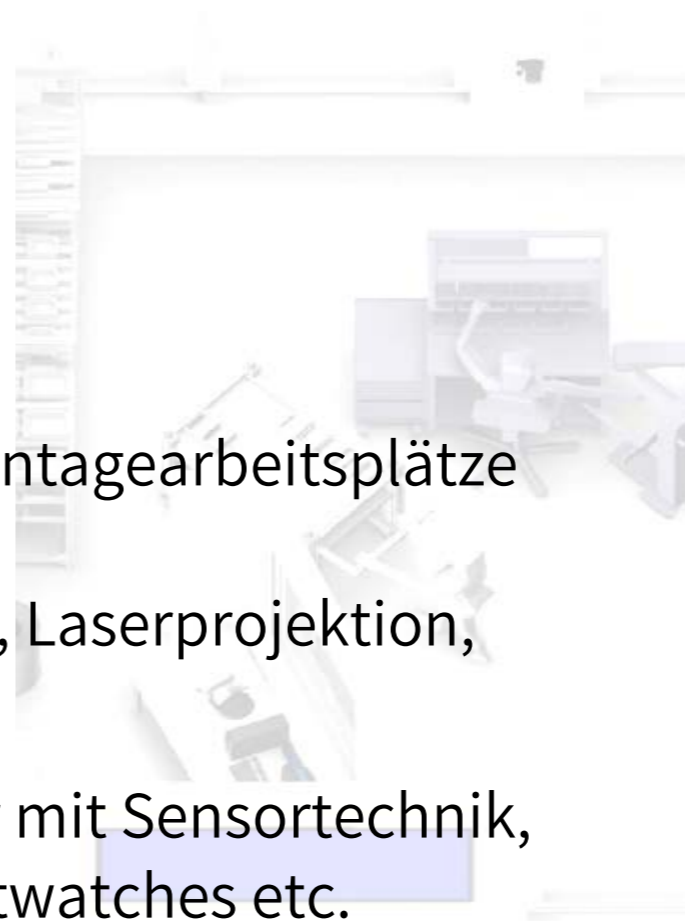 ntagearbeitsplätze
, Laserprojektion,
mit Sensortechnik,
twatches etc.